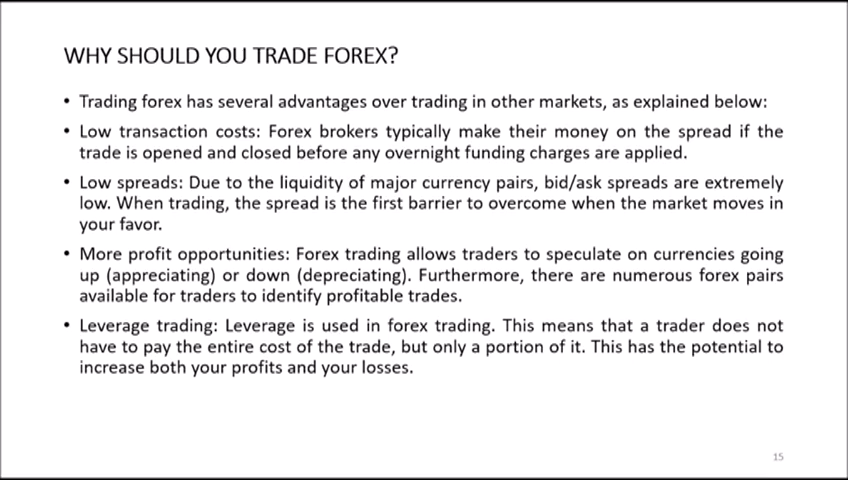 WHY SHOULD YOU TRADE FOREX?
• Trading forex has several advantages over trading in other markets, as explained below:
• Low transaction costs: Forex brokers typically make their money on the spread if the
trade is opened and closed before any overnight funding charges are applied.
• Low spreads: Due to the liquidity of major currency pairs, bid/ask spreads are extremely
low. When trading, the spread is the first barrier to overcome when the market moves in
your favor.
• More profit opportunities: Forex trading allows traders to speculate on currencies going
up (appreciating) or down (depreciating). Furthermore, there are numerous forex pairs
available for traders to identify profitable trades.
• Leverage trading: Leverage is used in forex trading. This means that a trader does not
have to pay the entire cost of the trade, but only a portion of it. This has the potential to
increase both your profits and your losses.
15